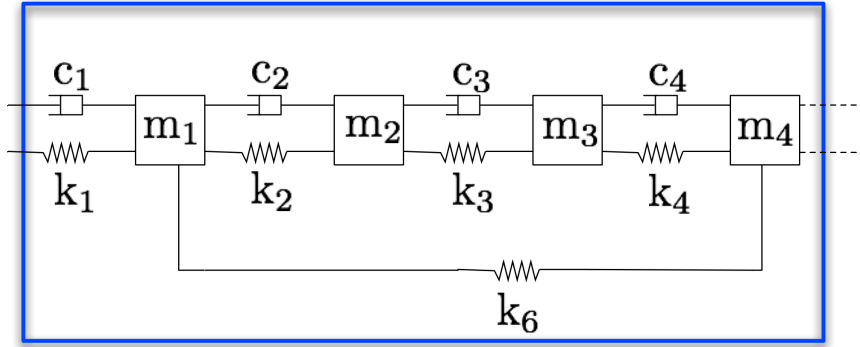 c₁ c₂ c₃ c₄
m₁ m₂ m₃ m₄
k₁ k₂ k₃ k₄
k₆